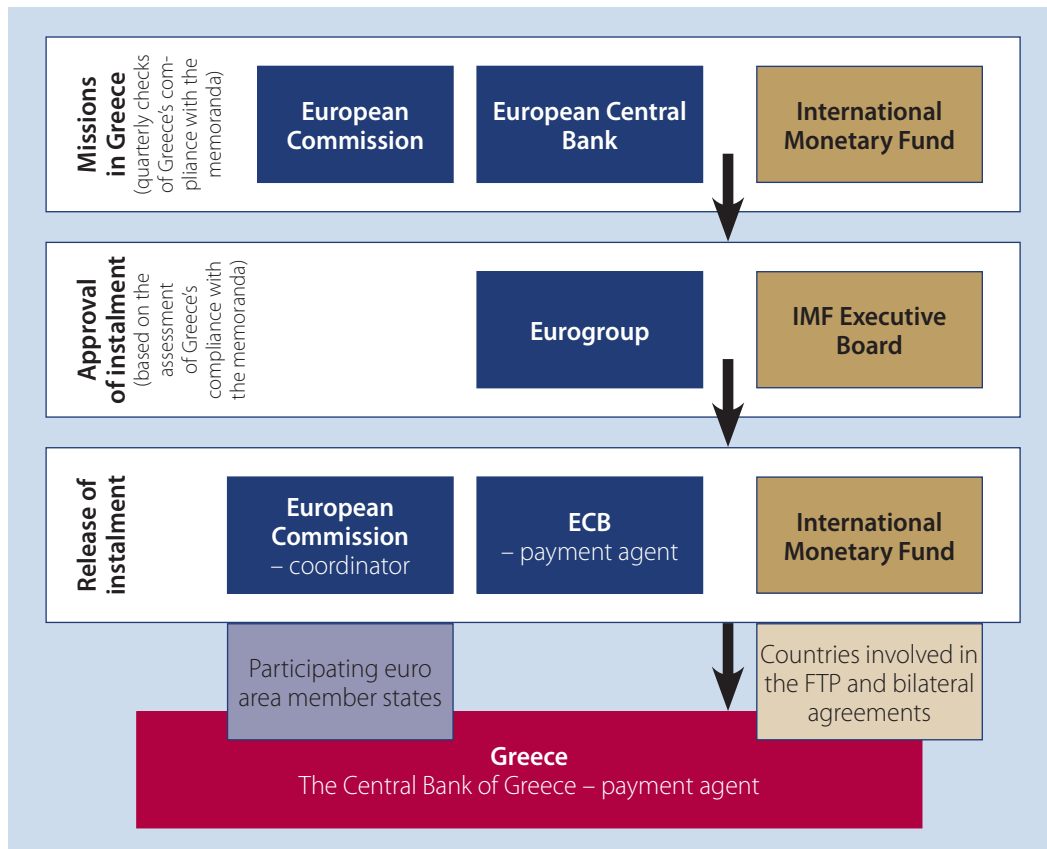 Missions
in Greece
(quarterly checks
of Greece's com-
pliance with the
memoranda)
European
Commission
European Central
Bank
International
Monetary Fund
Approval
of instalment
(based on the
assessment
of Greece's
compliance with
the memoranda)
Eurogroup
IMF Executive
Board
Release of
instalment
European
Commission
– coordinator
ECB
– payment agent
International
Monetary Fund
Participating euro
area member states
Countries involved in
the FTP and bilateral
agreements
Greece
The Central Bank of Greece – payment agent